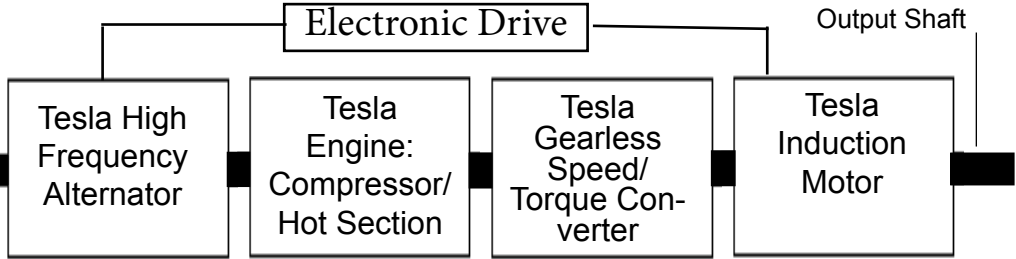 Electronic Drive
Output Shaft
Tesla High
Frequency
Alternator
Tesla
Engine:
Compressor/
Hot Section
Tesla
Gearless
Speed/
Torque Con-
verter
Tesla
Induction
Motor